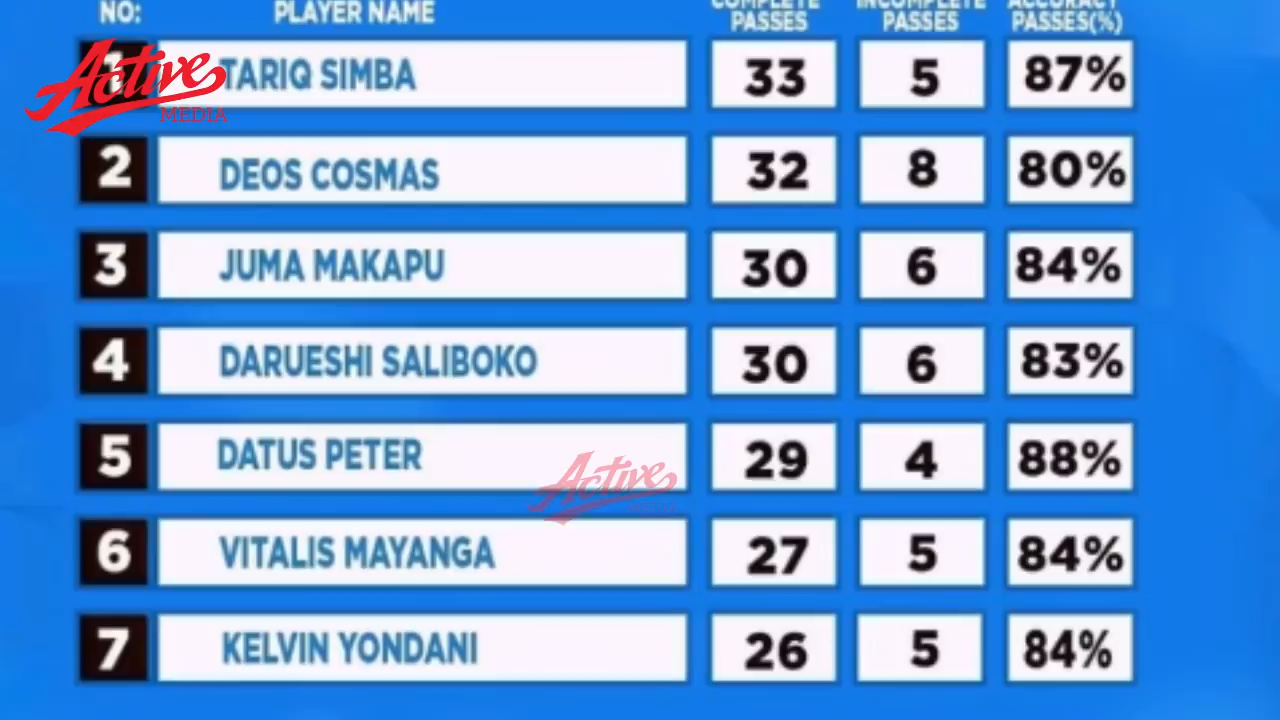 NO: PLAYER NAME COMPLETE PASSES INCOMPLETE PASSES ACCURACY PASSES(%)
1 TARIQ SIMBA 33 5 87%
Active
MEDIA
2 DEOS COSMAS 32 8 80%
3 JUMA MAKAPU 30 6 84%
4 DARUESHI SALIBOKO 30 6 83%
5 DATUS PETER 29 4 88%
Active
MEDIA
6 VITALIS MAYANGA 27 5 84%
7 KELVIN YONDANI 26 5 84%